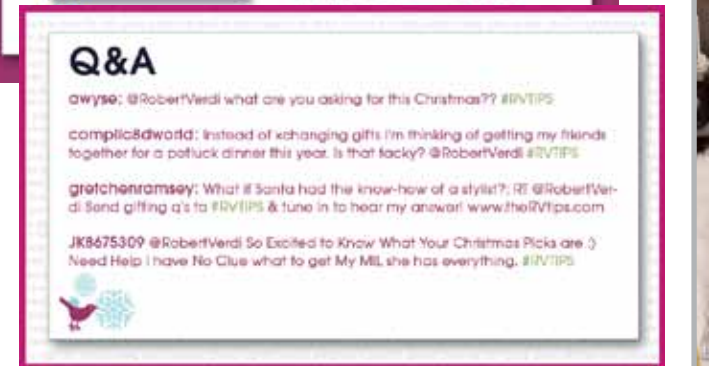 Q&A
awyse: @RobertVerdi what are you asking for this Christmas?? #RVTIPS
complic8dworld: Instead of xchanging gifts I'm thinking of getting my friends
together for a potluck dinner this year. Is that tacky? @RobertVerdi #RVTIPS
gretchenramsey: What if Santa had the know-how of a stylist?; RT @RobertVer-
di Send gifting q's to #RVTIPS & tune in to hear my answer! www.theRVtips.com
JK8675309 @RobertVerdi So Excited to Know What Your Christmas Picks are :)
Need Help I have No Clue what to get My MIL she has everything. #RVTIPS